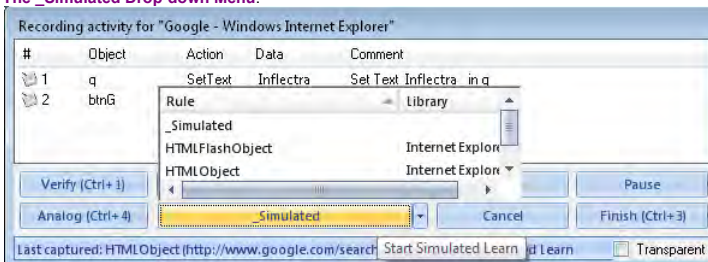 The _Simulated Drop-down Menu:
Recording activity for "Google - Windows Internet Explorer"
# Object Action Data Comment
1 q SetText Inflectra Set Text Inflectra in q
2 btnG
Rule Library
_Simulated
HTMLFlashObject Internet Explore
HTMLObject Internet Explore
Verify (Ctrl+1) Pause
Analog (Ctrl+4) _Simulated Cancel Finish (Ctrl+3)
Last captured: HTMLObject (http://www.google.com/search d Learn Transparent
Start Simulated Learn